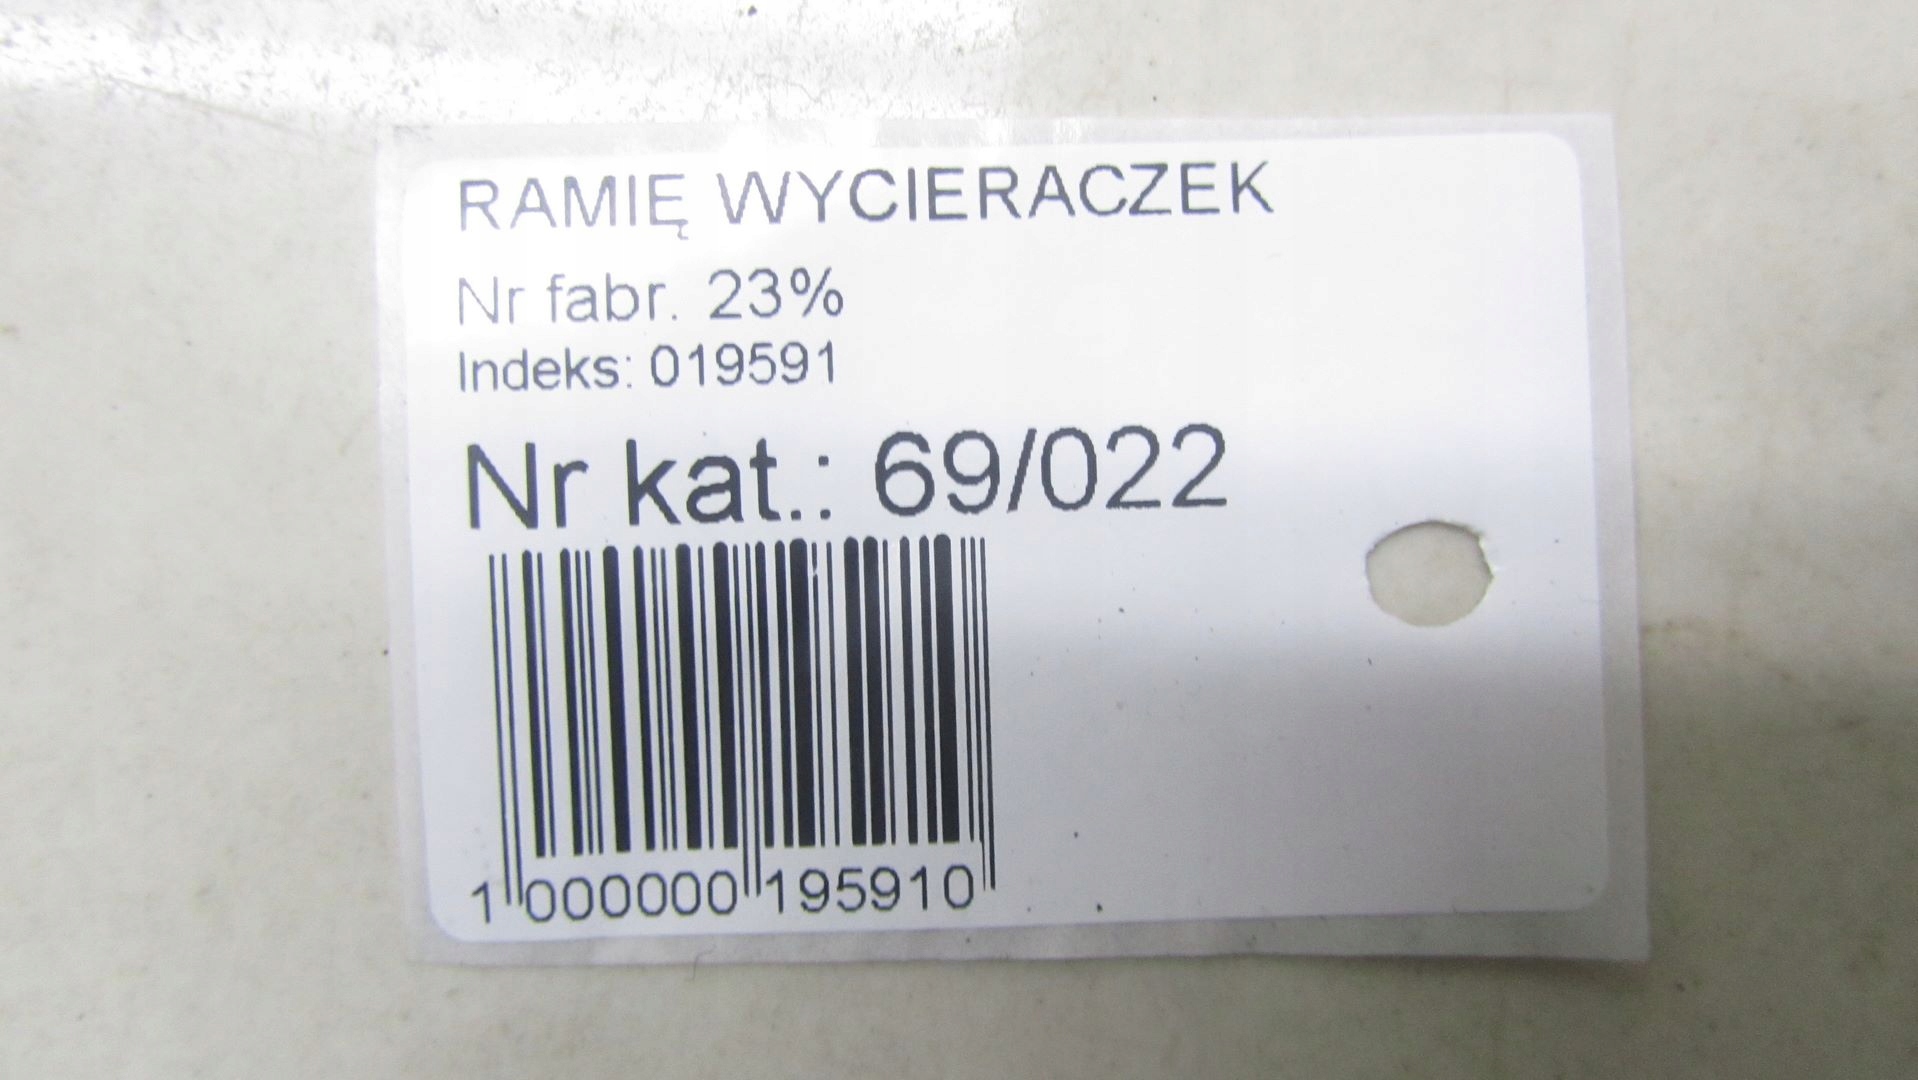 RAMIĘ WYCIERACZEK
Nr fabr. 23%
Indeks: 019591
Nr kat.: 69/022
1 000000 195910